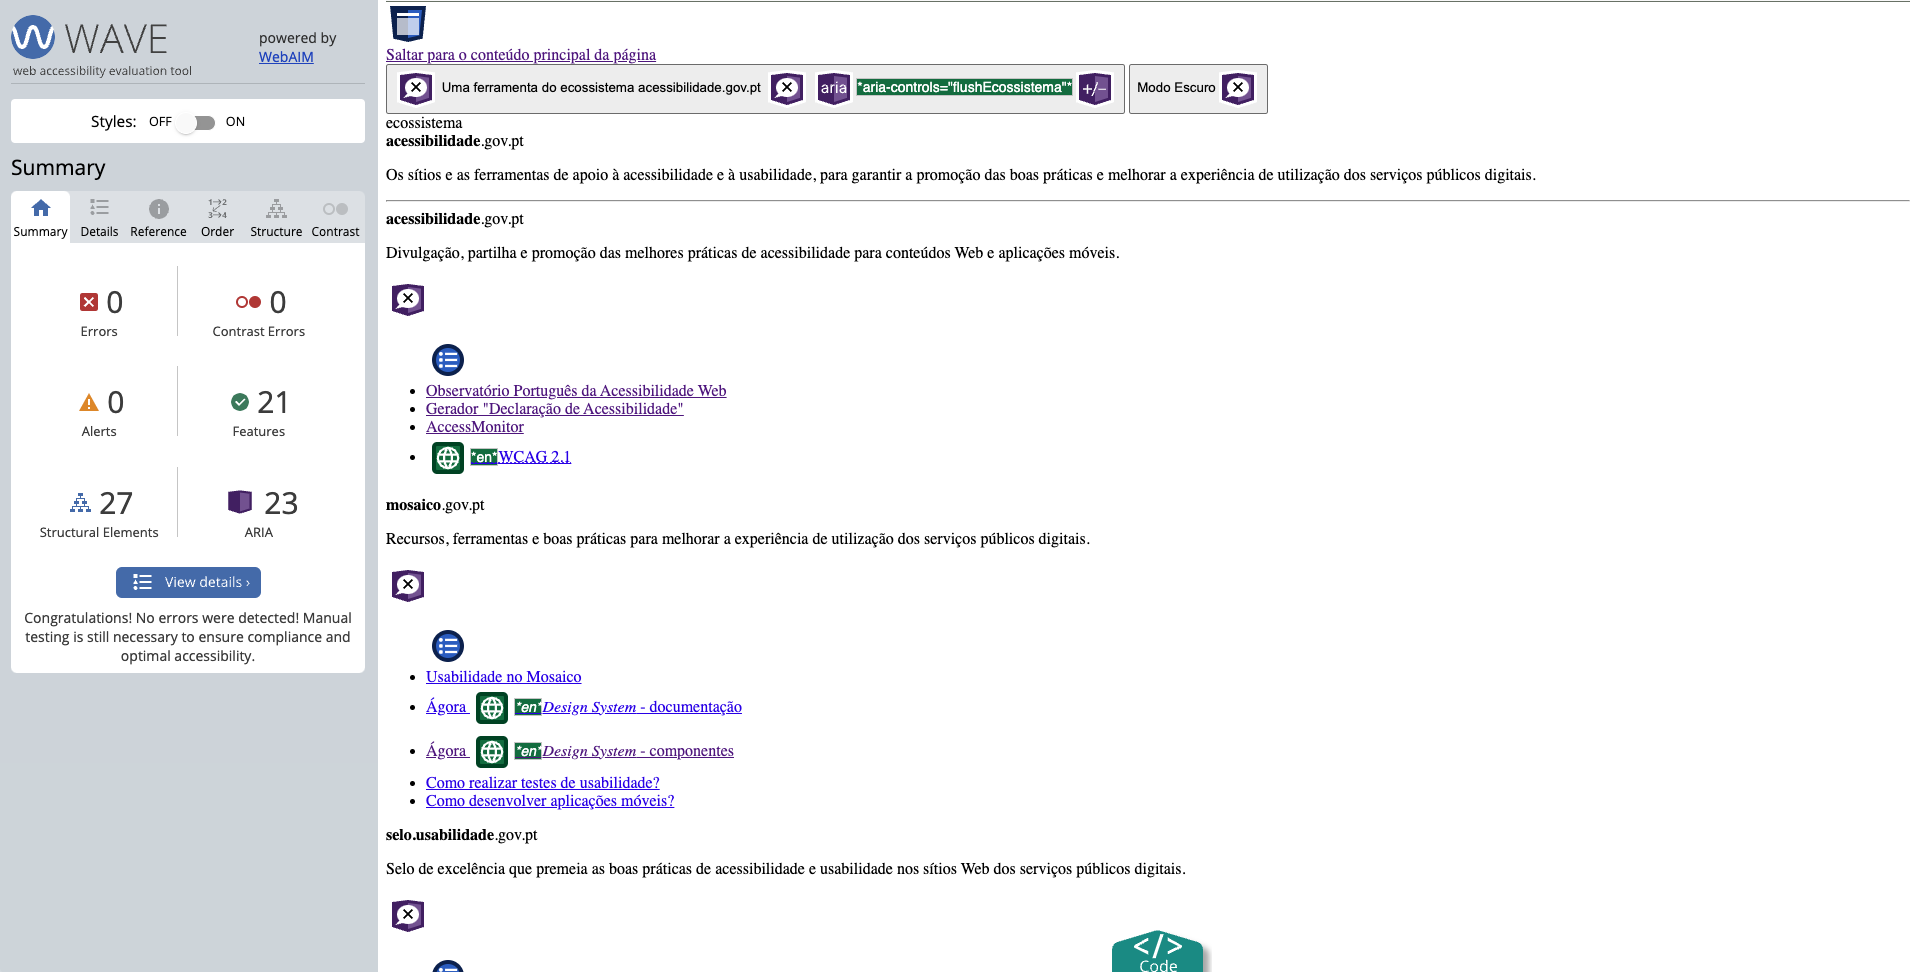 WAVE
powered by
WebAIM
web accessibility evaluation tool
Styles: OFF ON
Summary
Summary Details Reference Order Structure Contrast
0
Errors
0
Contrast Errors
0
Alerts
21
Features
27
Structural Elements
23
ARIA
View details ›
Congratulations! No errors were detected! Manual
testing is still necessary to ensure compliance and
optimal accessibility.
Saltar para o conteúdo principal da página
Uma ferramenta do ecossistema acessibilidade.gov.pt aria *aria-controls="flushEcossistema"* +/− Modo Escuro
ecossistema
acessibilidade.gov.pt
Os sítios e as ferramentas de apoio à acessibilidade e à usabilidade, para garantir a promoção das boas práticas e melhorar a experiência de utilização dos serviços públicos digitais.
acessibilidade.gov.pt
Divulgação, partilha e promoção das melhores práticas de acessibilidade para conteúdos Web e aplicações móveis.
Observatório Português da Acessibilidade Web
Gerador "Declaração de Acessibilidade"
AccessMonitor
*en*WCAG 2.1
mosaico.gov.pt
Recursos, ferramentas e boas práticas para melhorar a experiência de utilização dos serviços públicos digitais.
Usabilidade no Mosaico
Ágora *en*Design System - documentação
Ágora *en*Design System - componentes
Como realizar testes de usabilidade?
Como desenvolver aplicações móveis?
selo.usabilidade.gov.pt
Selo de excelência que premeia as boas práticas de acessibilidade e usabilidade nos sítios Web dos serviços públicos digitais.
</>
Code